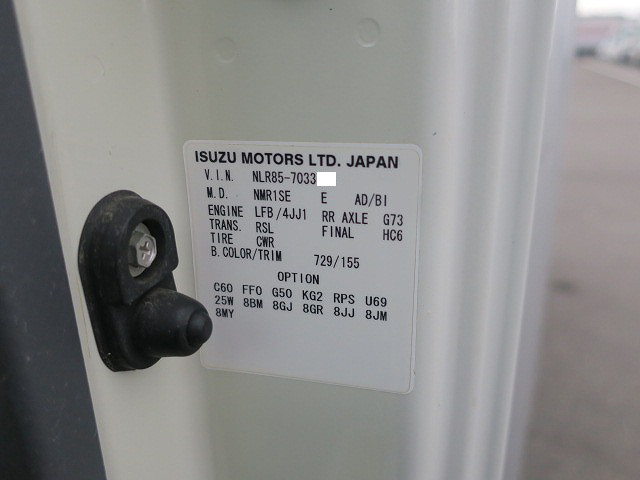 ISUZU MOTORS LTD. JAPAN
V.I.N. NLR85-7033
M.D. NMR1SE E AD/BI
ENGINE LFB/4JJ1 RR AXLE G73
TRANS. RSL FINAL HC6
TIRE CWR
B.COLOR/TRIM 729/155
OPTION
C60 FF0 G50 KG2 RPS U69
25W 8BM 8GJ 8GR 8JJ 8JM
8MY